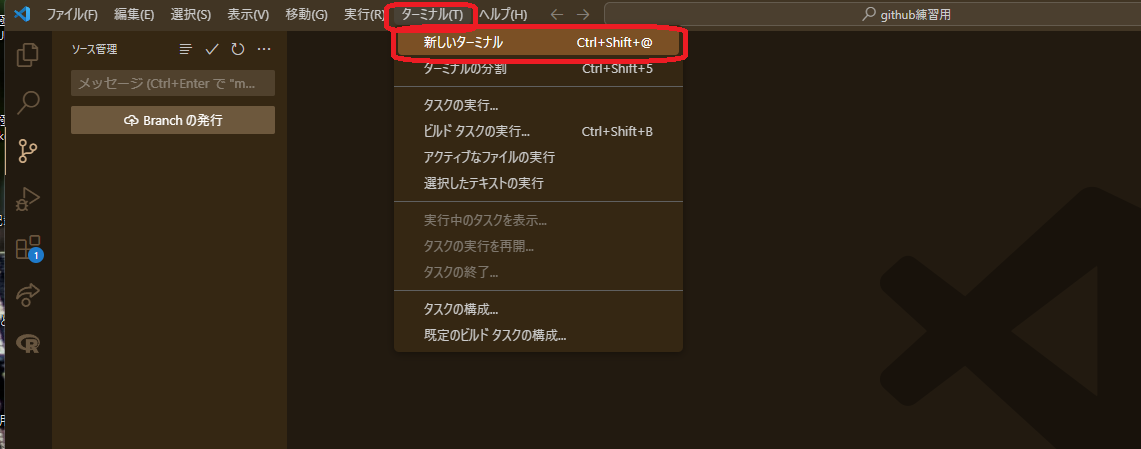 ファイル(F) 編集(E) 選択(S) 表示(V) 移動(G) 実行(R) ターミナル(T) ヘルプ(H) github練習用
ソース管理
メッセージ (Ctrl+Enter で "m...
Branch の発行
新しいターミナル Ctrl+Shift+@
ターミナルの分割 Ctrl+Shift+5
タスクの実行...
ビルド タスクの実行... Ctrl+Shift+B
アクティブなファイルの実行
選択したテキストの実行
実行中のタスクを表示...
タスクの実行を再開...
タスクの終了...
タスクの構成...
既定のビルド タスクの構成...
1
R